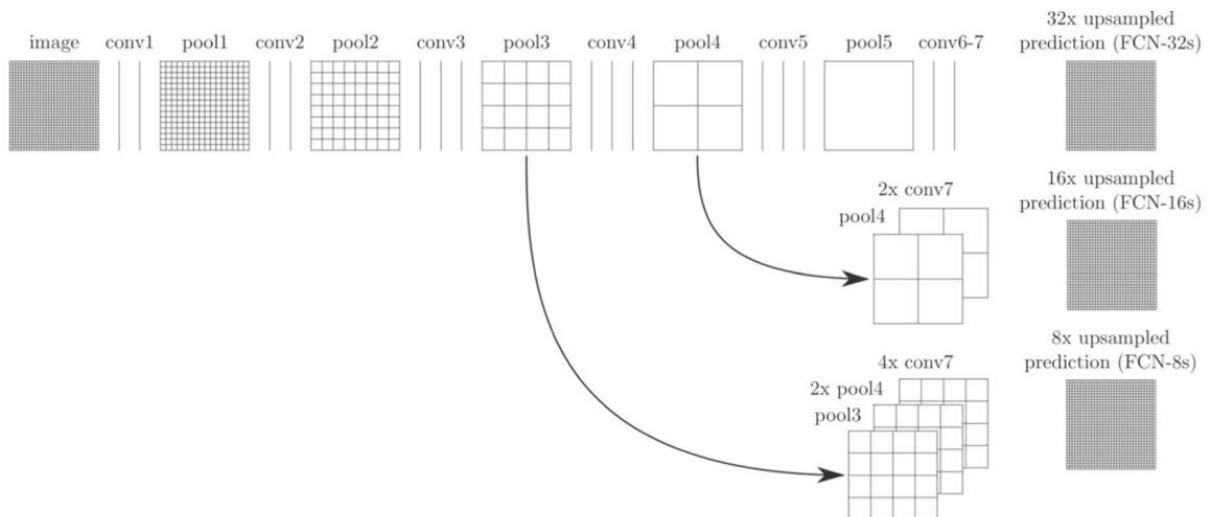 32x upsampled
prediction (FCN-32s)
image conv1 pool1 conv2 pool2 conv3 pool3 conv4 pool4 conv5 pool5 conv6-7
16x upsampled
prediction (FCN-16s)
2x conv7
pool4
8x upsampled
prediction (FCN-8s)
4x conv7
2x pool4
pool3